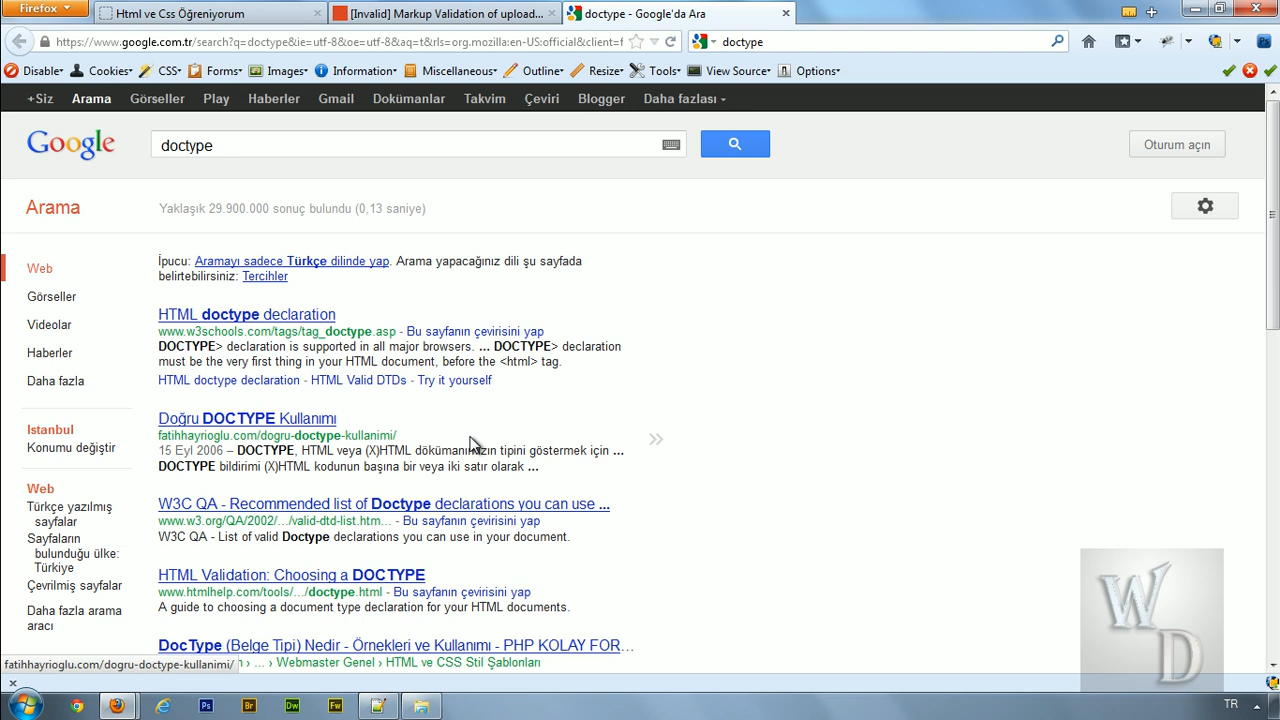 Firefox
Html ve Css Öğreniyorum
[Invalid] Markup Validation of upload...
doctype - Google'da Ara
https://www.google.com.tr/search?q=doctype&ie=utf-8&oe=utf-8&aq=t&rls=org.mozilla:en-US:official&client=f
doctype
Disable
Cookies
CSS
Forms
Images
Information
Miscellaneous
Outline
Resize
Tools
View Source
Options
+Siz Arama Görseller Play Haberler Gmail Dokümanlar Takvim Çeviri Blogger Daha fazlası
Google
doctype
Oturum açın
Arama
Yaklaşık 29.900.000 sonuç bulundu (0,13 saniye)
Web
Görseller
Videolar
Haberler
Daha fazla
Istanbul
Konumu değiştir
Web
Türkçe yazılmış
sayfalar
Sayfaların
bulunduğu ülke:
Türkiye
Çevrilmiş sayfalar
Daha fazla arama
aracı
İpucu: Aramayı sadece Türkçe dilinde yap. Arama yapacağınız dili şu sayfada
belirtebilirsiniz: Tercihler
HTML doctype declaration
www.w3schools.com/tags/tag_doctype.asp - Bu sayfanın çevirisini yap
DOCTYPE> declaration is supported in all major browsers. ... DOCTYPE> declaration
must be the very first thing in your HTML document, before the <html> tag.
HTML doctype declaration - HTML Valid DTDs - Try it yourself
Doğru DOCTYPE Kullanımı
fatihhayrioglu.com/dogru-doctype-kullanimi/
15 Eyl 2006 – DOCTYPE, HTML veya (X)HTML dökümanınızın tipini göstermek için ...
DOCTYPE bildirimi (X)HTML kodunun başına bir veya iki satır olarak ...
W3C QA - Recommended list of Doctype declarations you can use ...
www.w3.org/QA/2002/.../valid-dtd-list.htm... - Bu sayfanın çevirisini yap
W3C QA - List of valid Doctype declarations you can use in your document.
HTML Validation: Choosing a DOCTYPE
www.htmlhelp.com/tools/.../doctype.html - Bu sayfanın çevirisini yap
A guide to choosing a document type declaration for your HTML documents.
DocType (Belge Tipi) Nedir - Örnekleri ve Kullanımı - PHP KOLAY FOR...
› ... › Webmaster Genel › HTML ve CSS Stil Şablonları
fatihhayrioglu.com/dogru-doctype-kullanimi/
WD
Ps
Br
Dw
Fw
TR